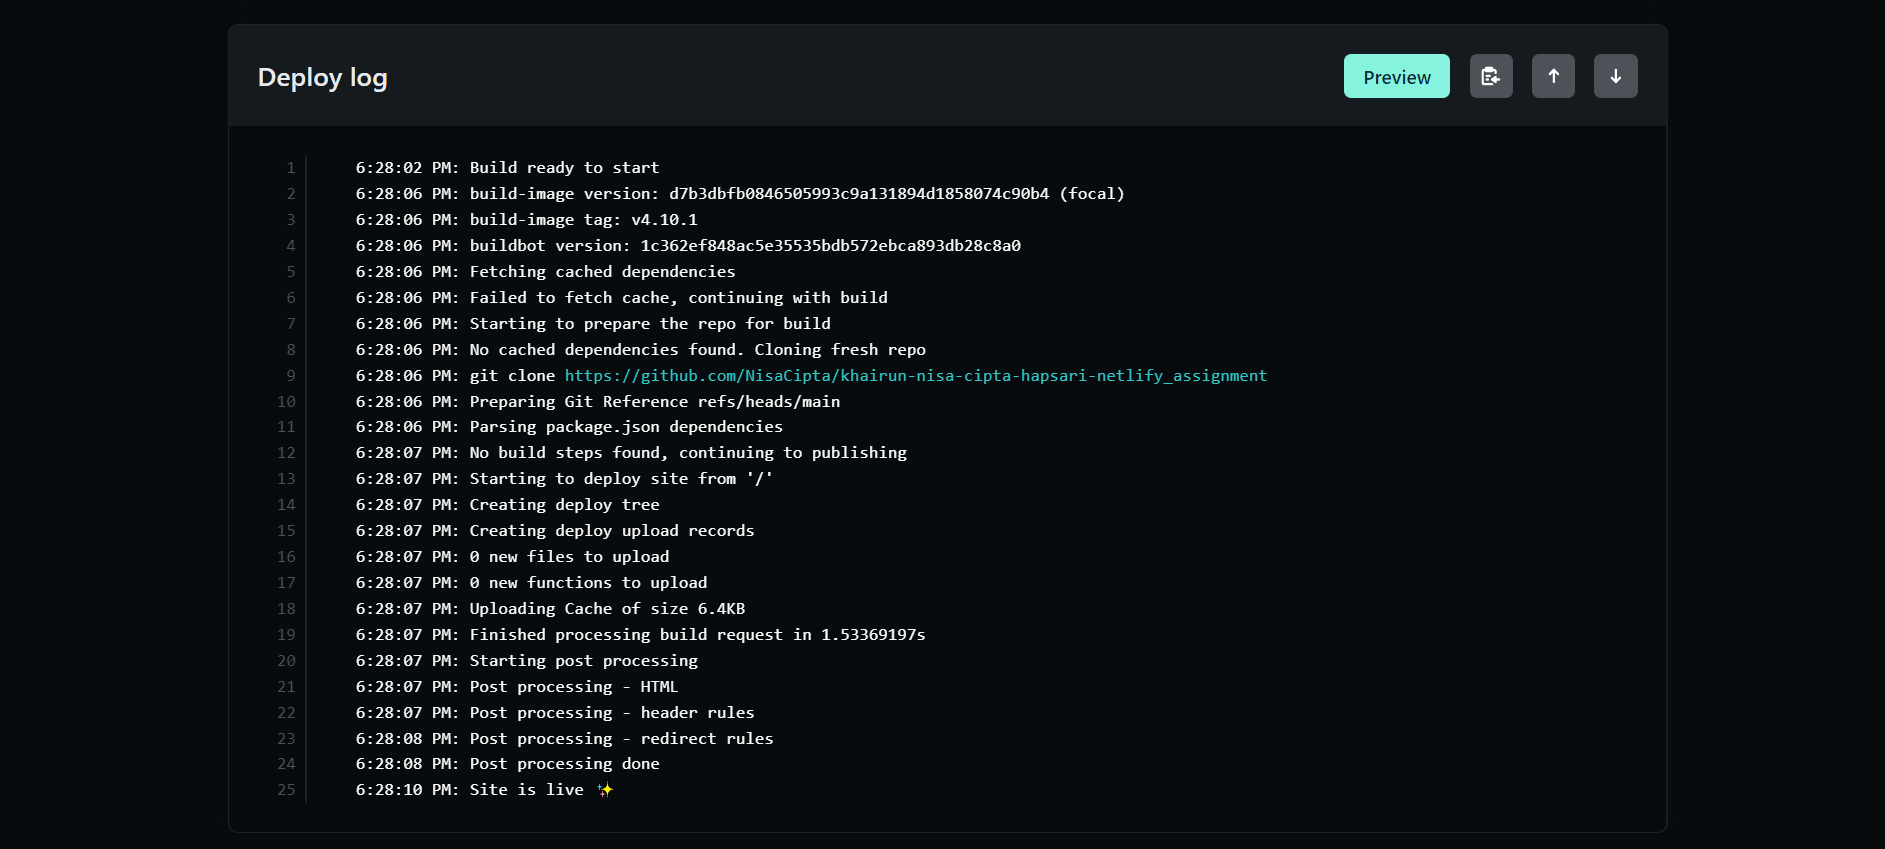 Deploy log
Preview
1 6:28:02 PM: Build ready to start
2 6:28:06 PM: build-image version: d7b3dbfb0846505993c9a131894d1858074c90b4 (focal)
3 6:28:06 PM: build-image tag: v4.10.1
4 6:28:06 PM: buildbot version: 1c362ef848ac5e35535bdb572ebca893db28c8a0
5 6:28:06 PM: Fetching cached dependencies
6 6:28:06 PM: Failed to fetch cache, continuing with build
7 6:28:06 PM: Starting to prepare the repo for build
8 6:28:06 PM: No cached dependencies found. Cloning fresh repo
9 6:28:06 PM: git clone https://github.com/NisaCipta/khairun-nisa-cipta-hapsari-netlify_assignment
10 6:28:06 PM: Preparing Git Reference refs/heads/main
11 6:28:06 PM: Parsing package.json dependencies
12 6:28:07 PM: No build steps found, continuing to publishing
13 6:28:07 PM: Starting to deploy site from '/'
14 6:28:07 PM: Creating deploy tree
15 6:28:07 PM: Creating deploy upload records
16 6:28:07 PM: 0 new files to upload
17 6:28:07 PM: 0 new functions to upload
18 6:28:07 PM: Uploading Cache of size 6.4KB
19 6:28:07 PM: Finished processing build request in 1.53369197s
20 6:28:07 PM: Starting post processing
21 6:28:07 PM: Post processing - HTML
22 6:28:07 PM: Post processing - header rules
23 6:28:08 PM: Post processing - redirect rules
24 6:28:08 PM: Post processing done
25 6:28:10 PM: Site is live ✨